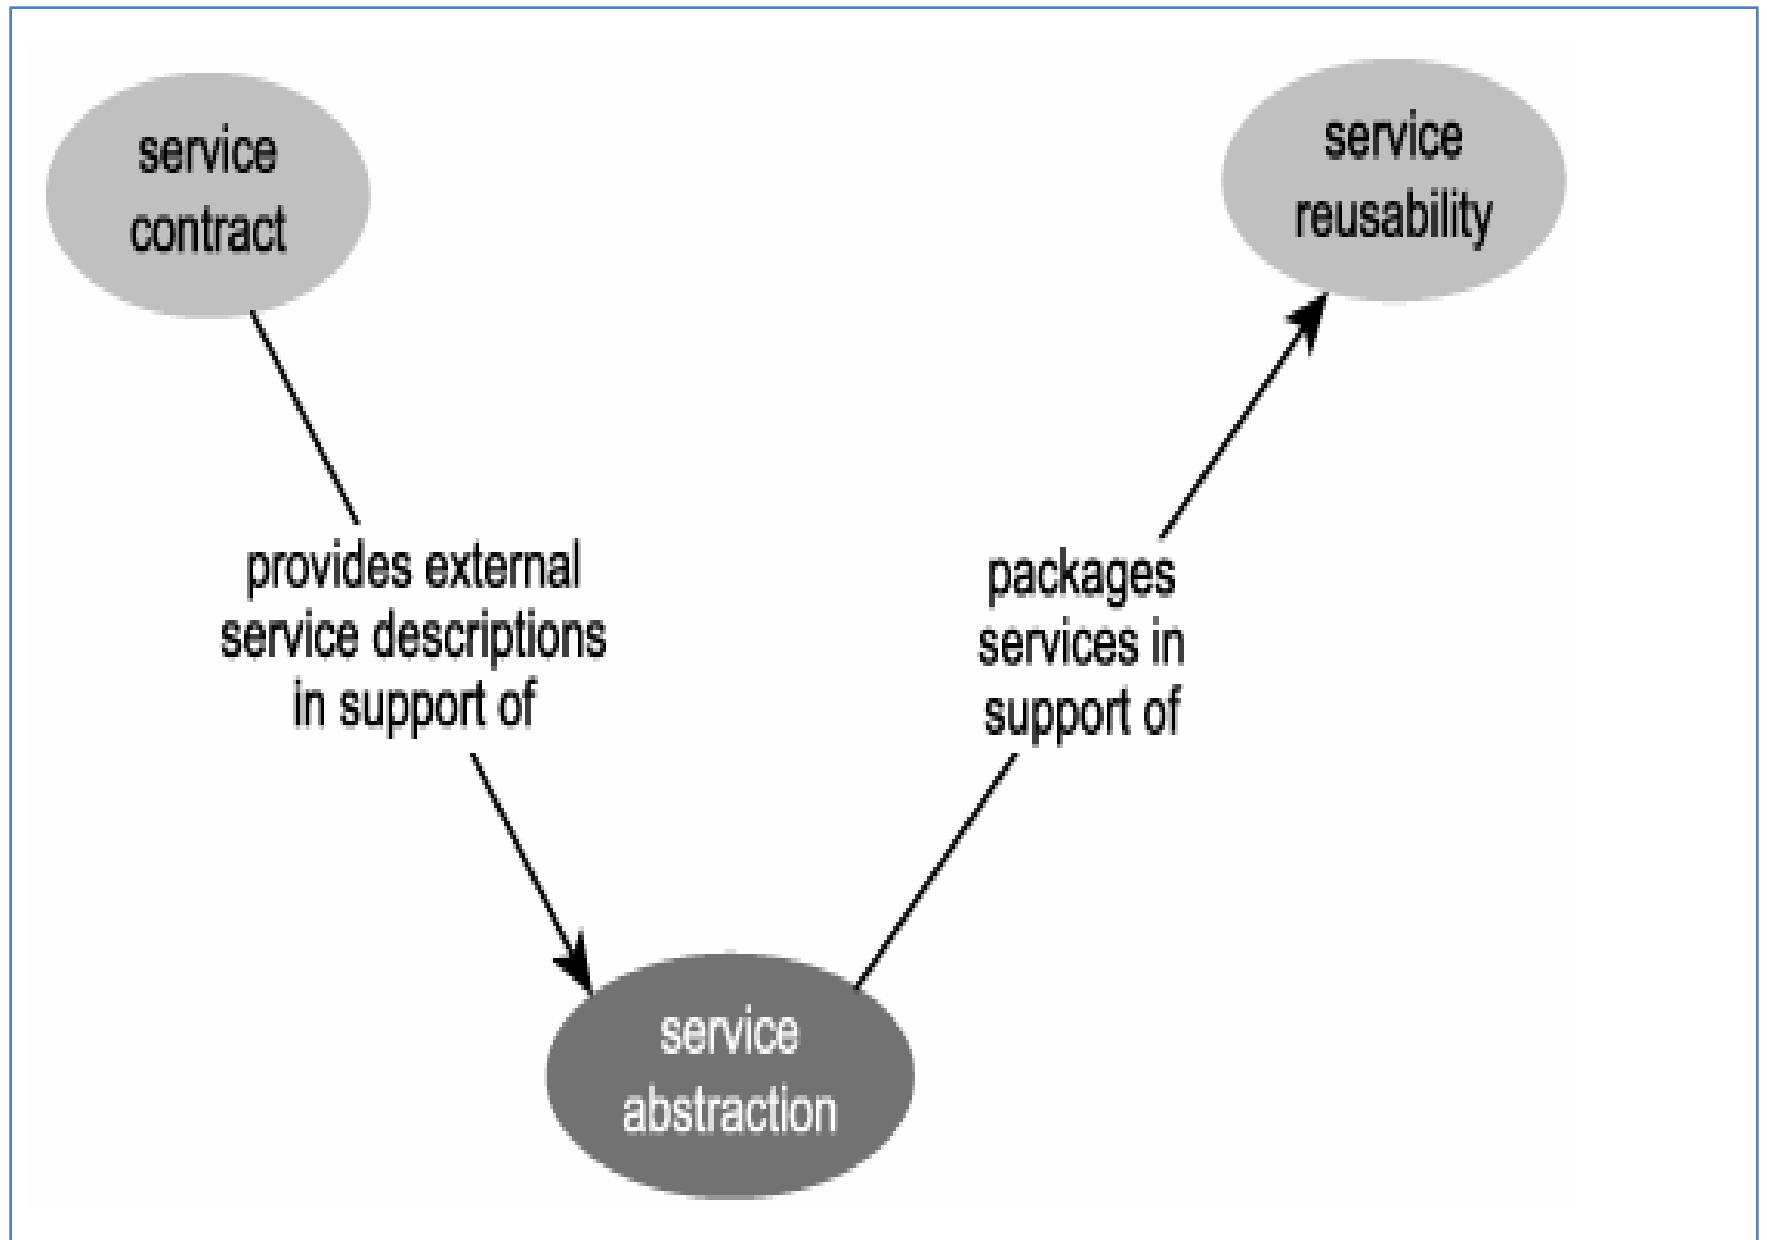 service
contract
service
reusability
provides external
service descriptions
in support of
packages
services in
support of
service
abstraction